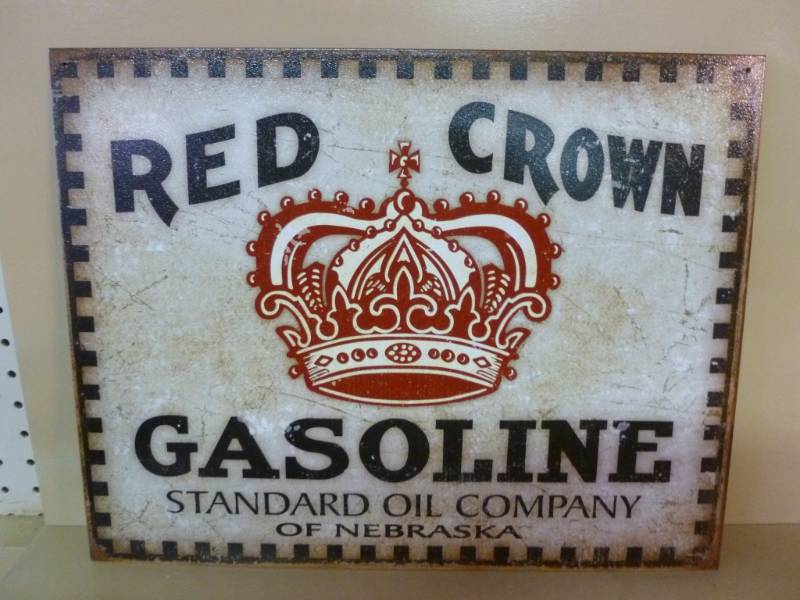 RED CROWN
GASOLINE
STANDARD OIL COMPANY
OF NEBRASKA